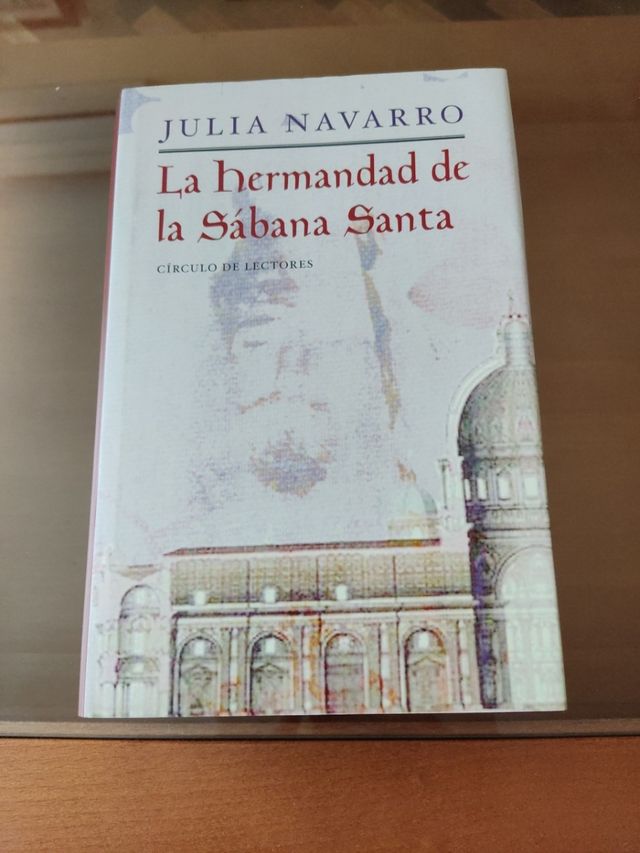 JULIA NAVARRO
La hermandad de
la Sábana Santa
CÍRCULO DE LECTORES